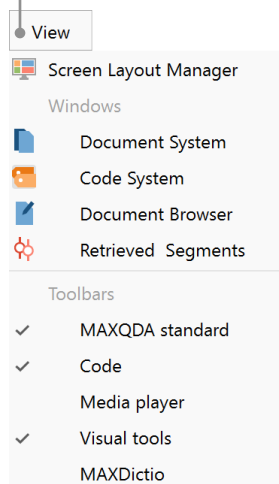 View
Screen Layout Manager
Windows
Document System
Code System
Document Browser
Retrieved Segments
Toolbars
MAXQDA standard
Code
Media player
Visual tools
MAXDictio